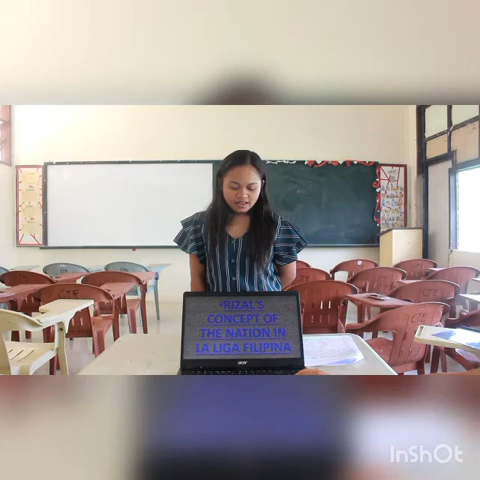 •RIZAL'S
CONCEPT OF
THE NATION IN
LA LIGA FILIPINA
acer
InShOt